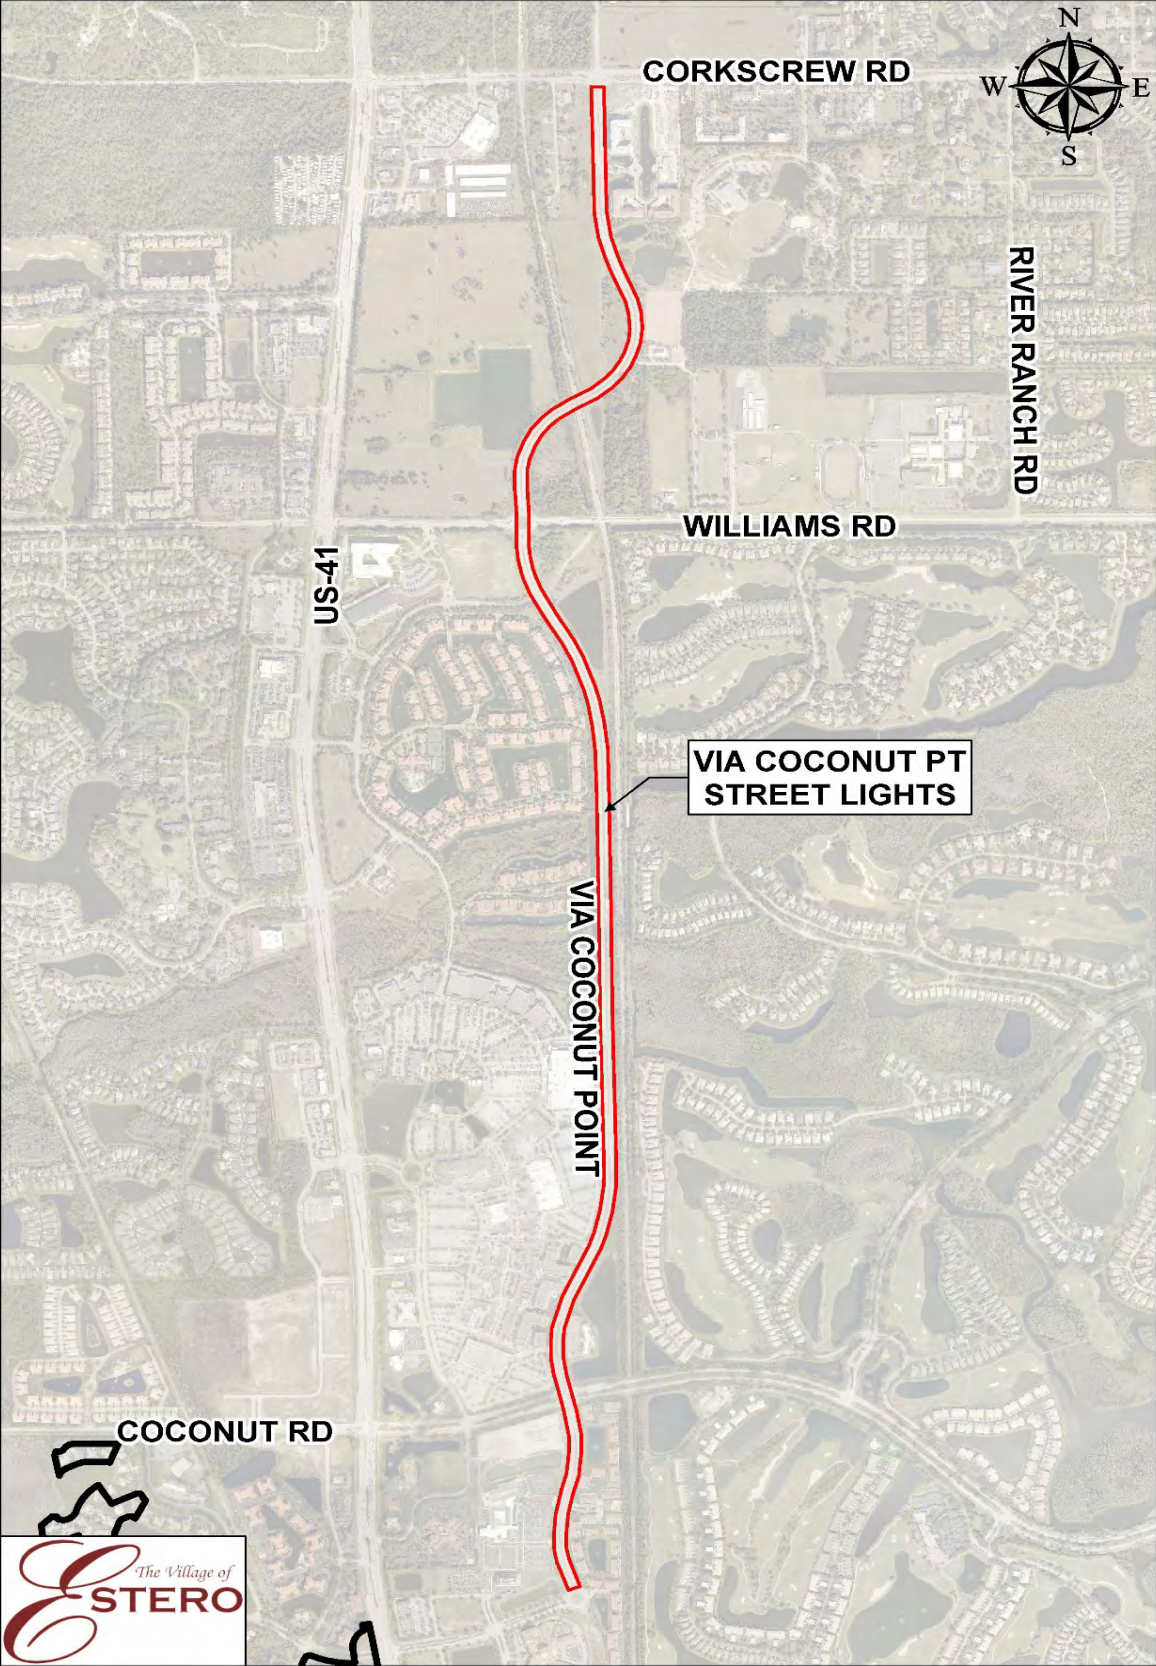 N
CORKSCREW RD
W
E
S
RIVER RANCH RD
WILLIAMS RD
US-41
VIA COCONUT PT
STREET LIGHTS
VIA COCONUT POINT
COCONUT RD
The Village of
ESTERO